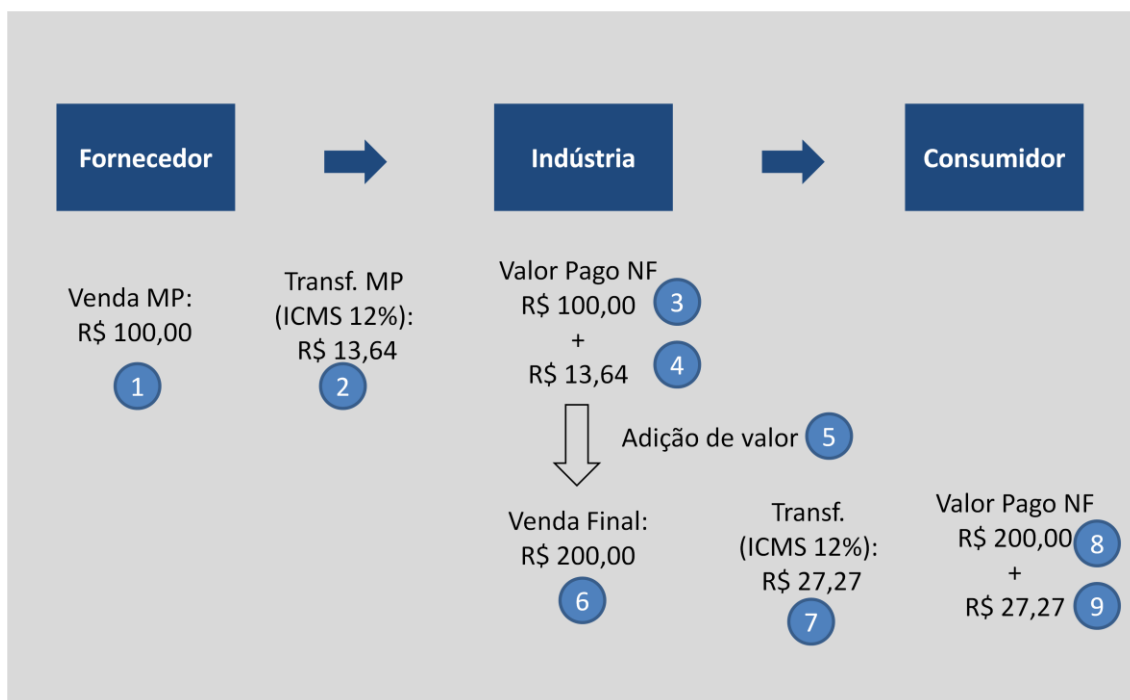 Fornecedor
Indústria
Consumidor
Venda MP:
R$ 100,00
1
Transf. MP
(ICMS 12%):
R$ 13,64
2
Valor Pago NF
R$ 100,00
3
+
R$ 13,64
4
Adição de valor
5
Venda Final:
R$ 200,00
6
Transf.
(ICMS 12%):
R$ 27,27
7
Valor Pago NF
R$ 200,00
8
+
R$ 27,27
9